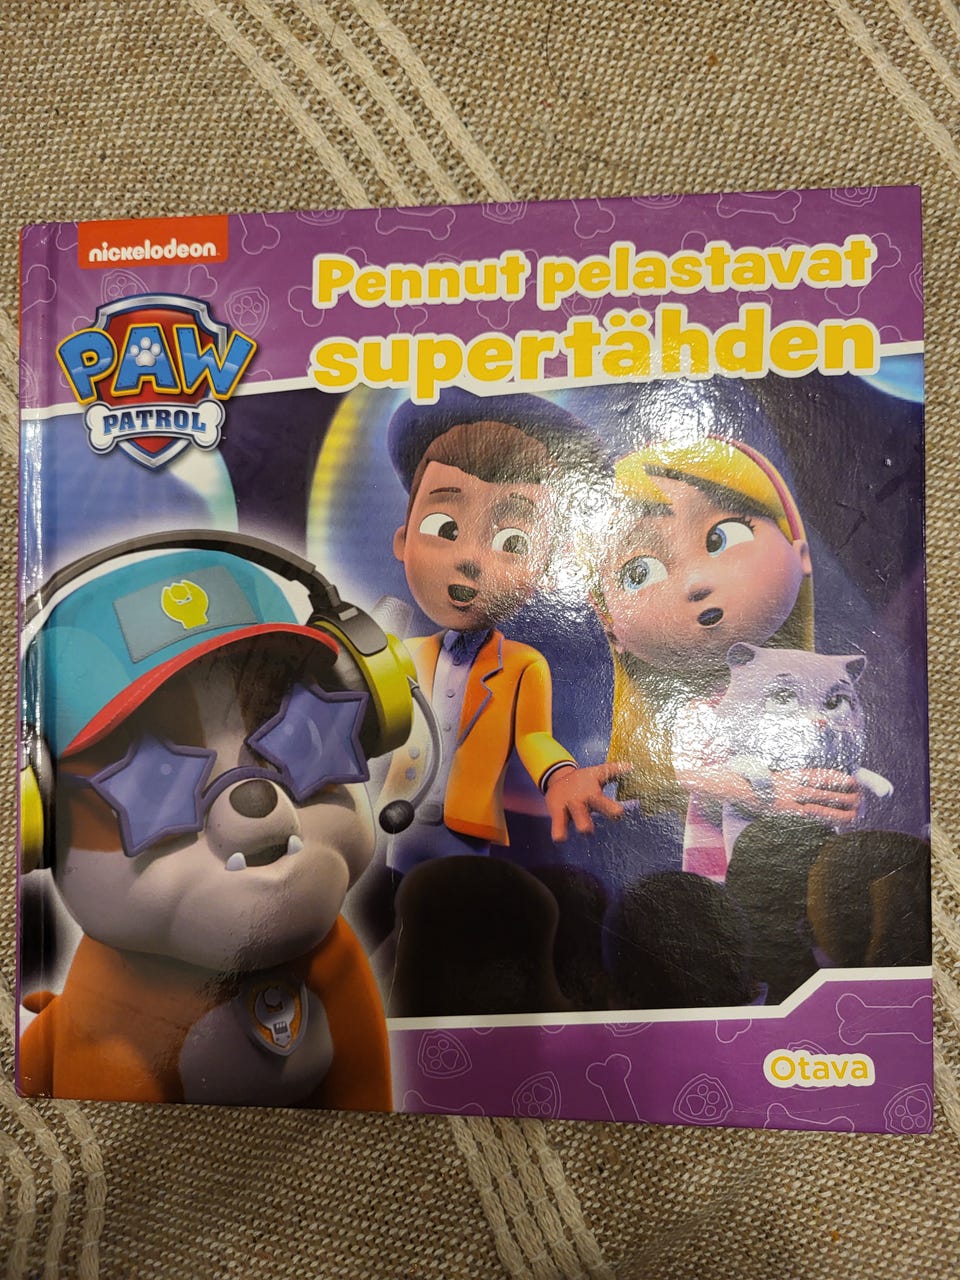 nickelodeon
PAW
PATROL
Pennut pelastavat
supertähden
Otava